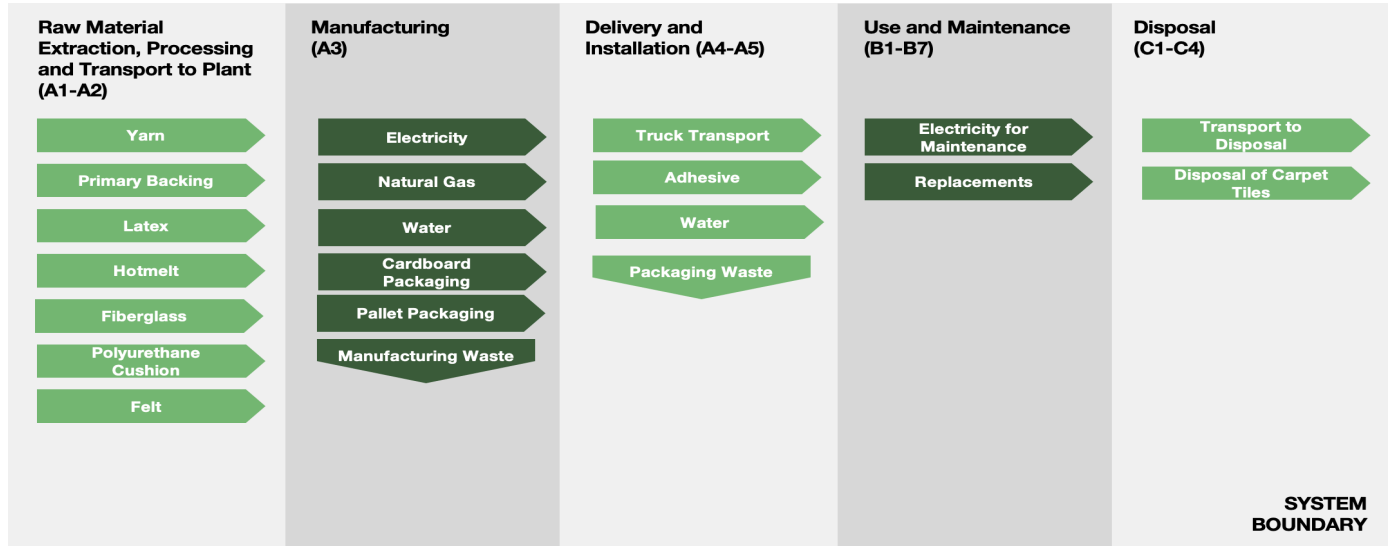 Raw Material
Extraction, Processing
and Transport to Plant
(A1-A2)
Yarn
Primary Backing
Latex
Hotmelt
Fiberglass
Polyurethane
Cushion
Felt
Manufacturing
(A3)
Electricity
Natural Gas
Water
Cardboard
Packaging
Pallet Packaging
Manufacturing Waste
Delivery and
Installation (A4-A5)
Truck Transport
Adhesive
Water
Packaging Waste
Use and Maintenance
(B1-B7)
Electricity for
Maintenance
Replacements
Disposal
(C1-C4)
Transport to
Disposal
Disposal of Carpet
Tiles
SYSTEM
BOUNDARY